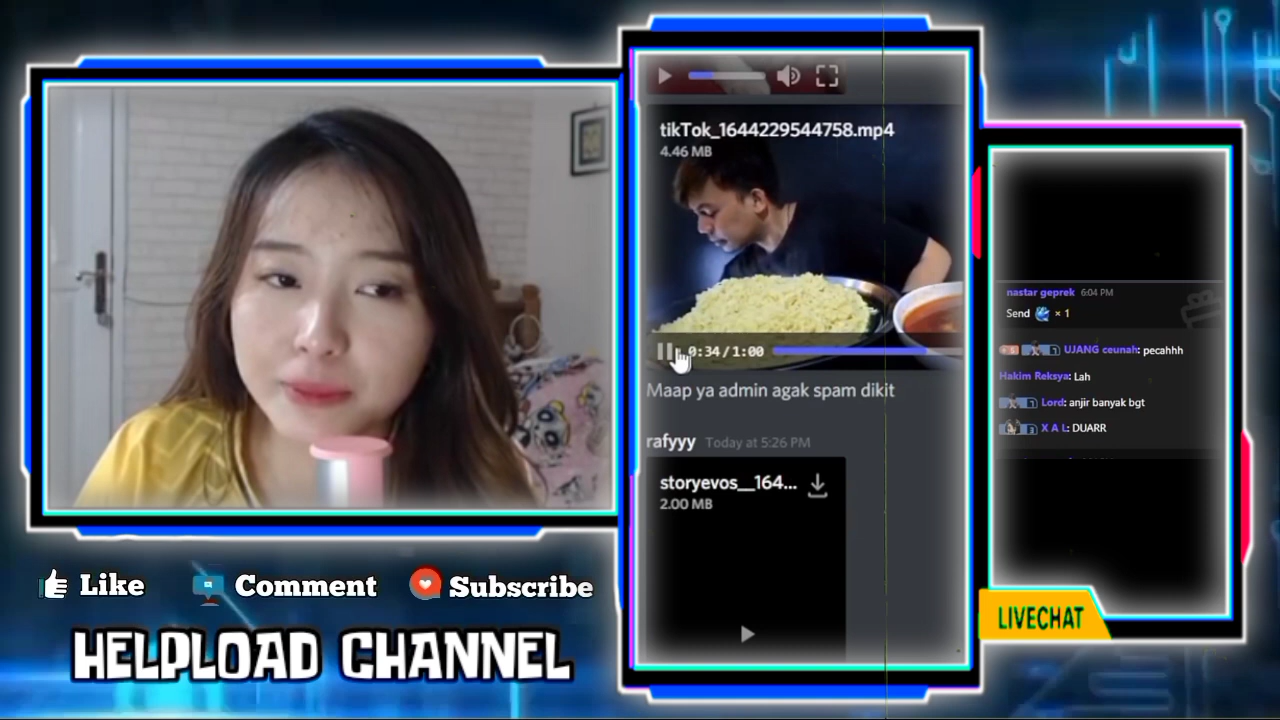 tikTok_1644229544758.mp4
4.46 MB
0:34/1:00
Maap ya admin agak spam dikit
rafyyy Today at 5:26 PM
storyevos__164...
2.00 MB
nastar geprek 6:04 PM
Send × 1
UJANG ceunah: pecahhh
Hakim Reksya: Lah
Lord: anjir banyak bgt
X A L: DUARR
LIVECHAT
Like Comment Subscribe
HELPLOAD CHANNEL